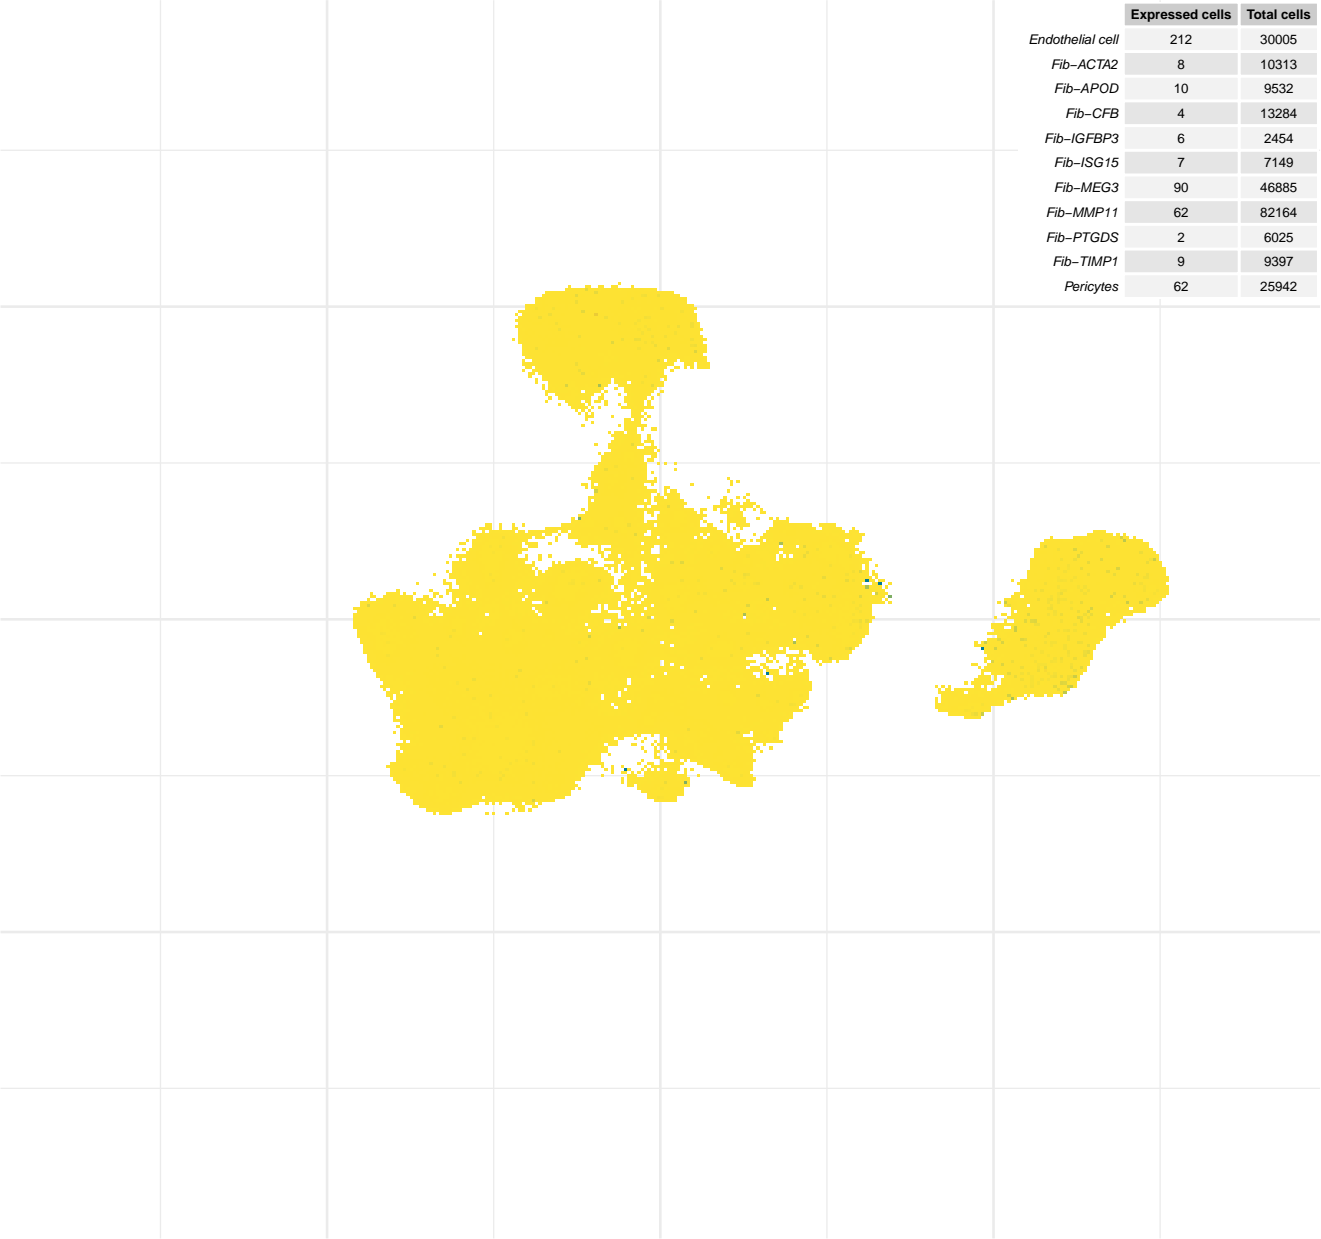 Expressed cells Total cells
Endothelial cell 212 30005
Fib−ACTA2 8 10313
Fib−APOD 10 9532
Fib−CFB 4 13284
Fib−IGFBP3 6 2454
Fib−ISG15 7 7149
Fib−MEG3 90 46885
Fib−MMP11 62 82164
Fib−PTGDS 2 6025
Fib−TIMP1 9 9397
Pericytes 62 25942